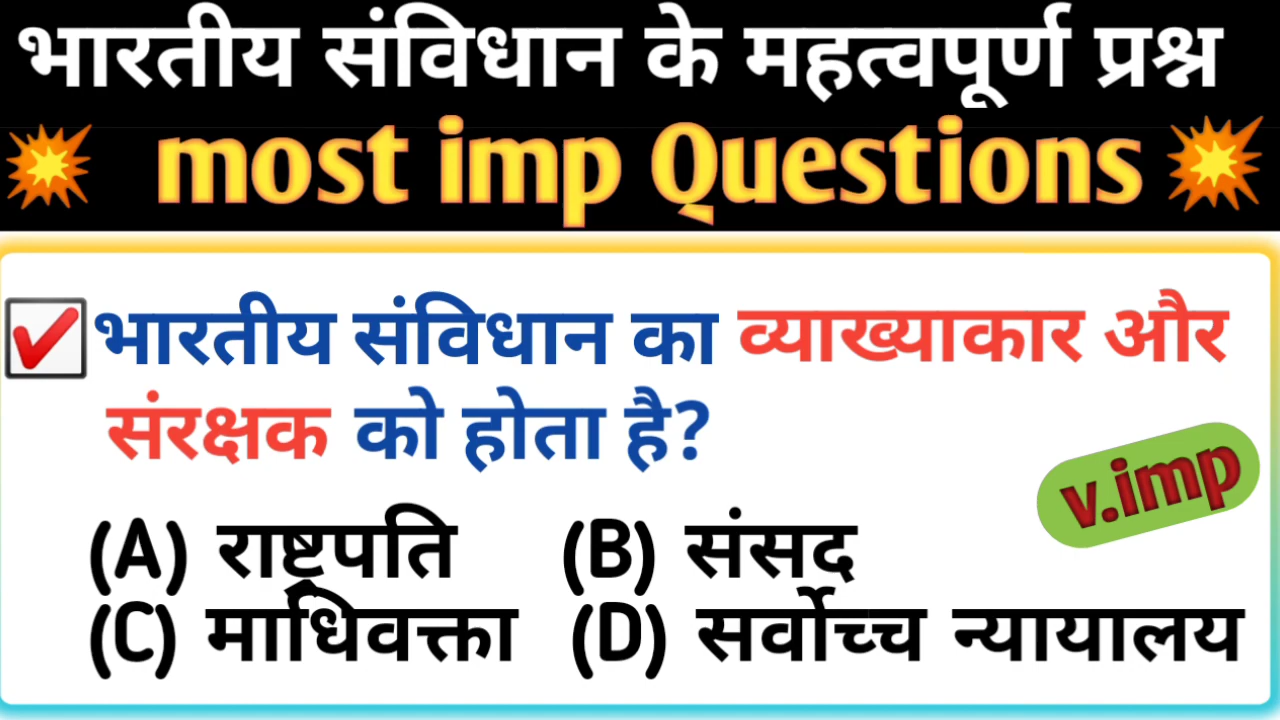 भारतीय संविधान के महत्वपूर्ण प्रश्न
most imp Questions
भारतीय संविधान का व्याख्याकार और
संरक्षक को होता है?
v.imp
(A) राष्ट्रपति (B) संसद
(C) माधिवक्ता (D) सर्वोच्च न्यायालय